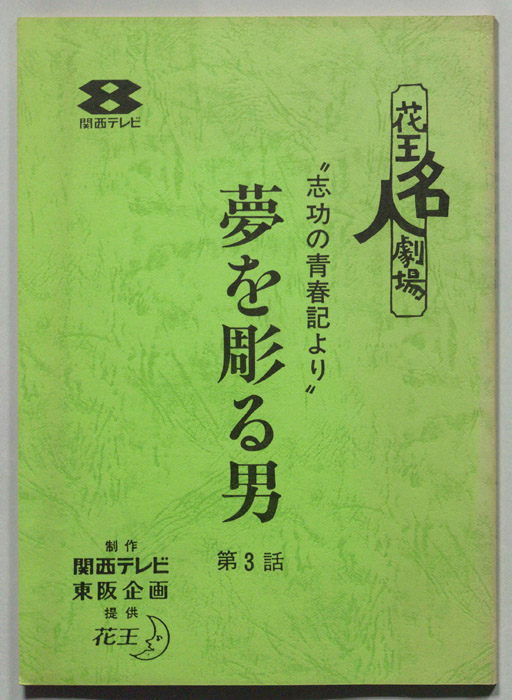 花王名人劇場
〝志功の青春記より〟
夢を彫る男
第3話
8
関西テレビ
制作
関西テレビ
東阪企画
提供
花王